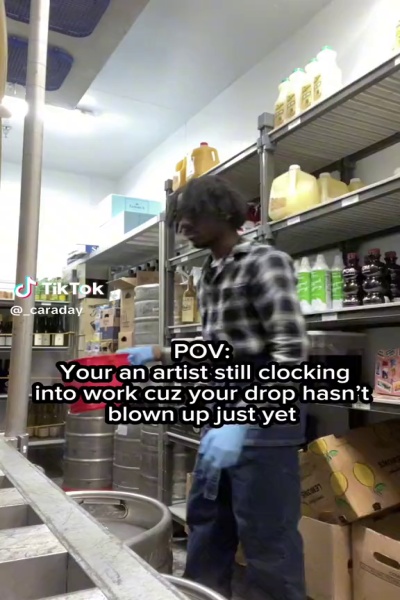 TikTok
@_caraday
POV:
Your an artist still clocking
into work cuz your drop hasn't
blown up just yet